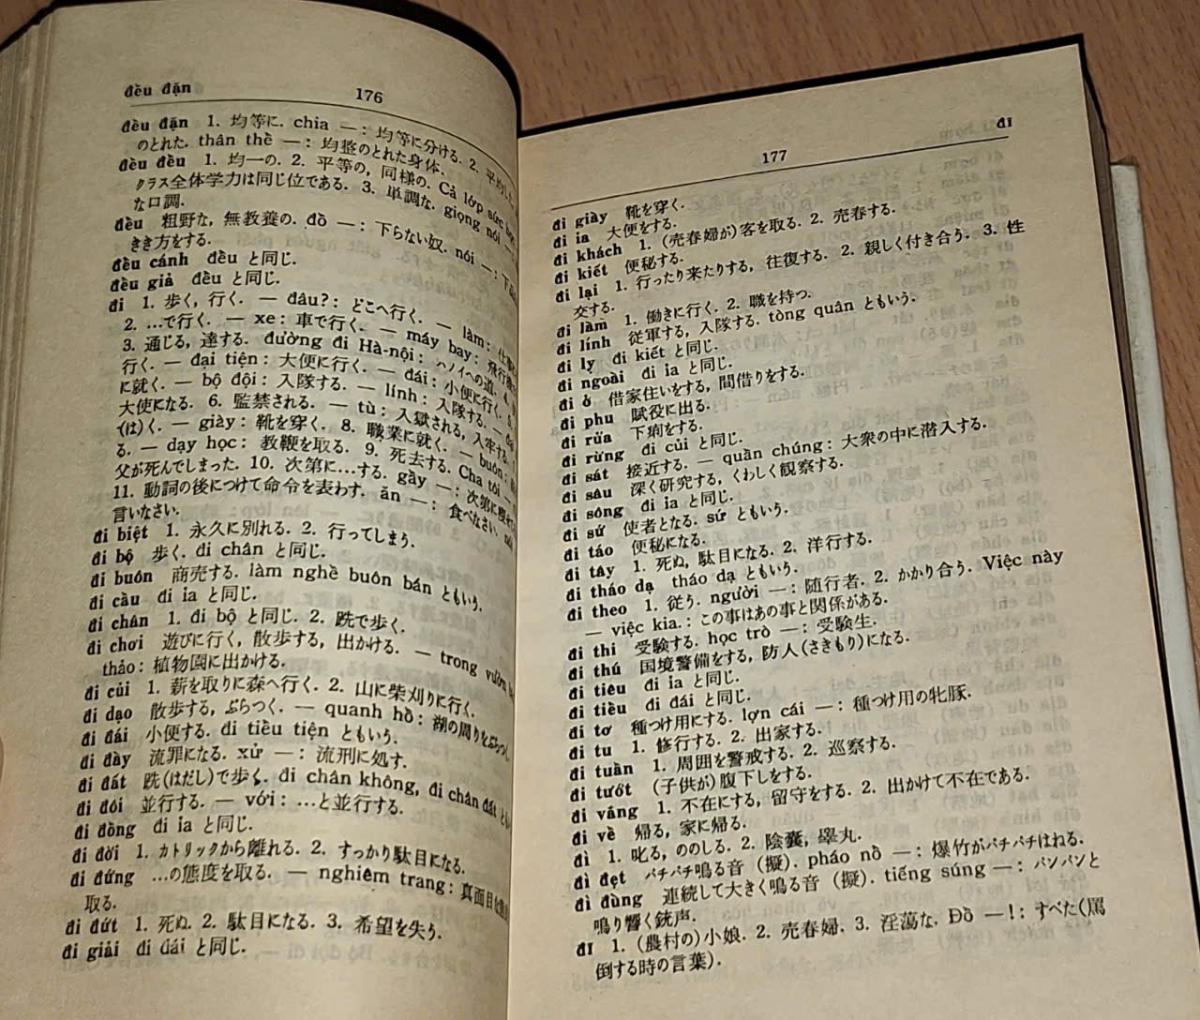 đều đặn
176
đều đặn 1. 均等に. chia —: 均等に分ける. 2. 平均した
のとれた. thân thể —: 均整のとれた身体.
đều đều 1. 均一の. 2. 平等の, 同様の. Cả lớp sức học
クラス全体学力は同じ位である. 3. 単調な. giọng nói —
な口調.
đểu 粗野な, 無教養の. đồ —: 下らない奴. nói —: 下
きき方をする.
đểu cánh đểu と同じ.
đểu giả đểu と同じ.
đi 1. 歩く, 行く. — đâu?: どこへ行く. — làm: 仕事
2. ...で行く. — xe: 車で行く. — máy bay: 飛行機
3. 通じる, 達する. đường đi Hà-nội: ハノイへの道. 4.
行く. — đại tiện: 大便に行く. — đái: 小便に行く. 5.
に就く. — bộ đội: 入隊する. — lính: 入隊する. —
大使になる. 6. 監禁される. — tù: 入獄される, 入牢する.
(は)く. — giày: 靴を穿く. 8. 職業に就く. — buôn:
る. — dạy học: 教鞭を取る. 9. 死去する. Cha tôi —
父が死んでしまった. 10. 次第に...する. gầy —: 次第に痩せ
11. 動詞の後につけて命令を表わす. ăn —: 食べなさい. nói
言いなさい.
đi biệt 1. 永久に別れる. 2. 行ってしまう.
đi bộ 歩く. đi chân と同じ.
đi buôn 商売する. làm nghề buôn bán ともいう.
đi cầu đi ỉa と同じ.
đi chân 1. đi bộ と同じ. 2. 跣で歩く.
đi chơi 遊びに行く, 散歩する, 出かける. — trong vườn
thảo: 植物園に出かける.
đi củi 1. 薪を取りに森へ行く. 2. 山に柴刈りに行く.
đi dạo 散歩する, ぶらつく. — quanh hồ: 湖の周りをぶらつく.
đi đái 小便する. đi tiểu tiện ともいう.
đi đày 流罪になる. xử —: 流刑に処す.
đi đất 跣(はだし)で歩く. đi chân không, đi chân đất とも
đi đôi 並行する. — với: ...と並行する.
đi đồng đi ỉa と同じ.
đi đời 1. カトリックから離れる. 2. すっかり駄目になる.
đi đứng ...の態度を取る. — nghiêm trang: 真面目な態
取る.
đi đứt 1. 死ぬ. 2. 駄目になる. 3. 希望を失う.
đi giải đi đái と同じ.
177
đĩ
đi giày 靴を穿く.
đi ỉa 大便をする.
đi khách 1. (売春婦が)客を取る. 2. 売春する.
đi kiết 便秘する.
đi lại 1. 行ったり来たりする, 往復する. 2. 親しく付き合う. 3. 性
交する.
đi làm 1. 働きに行く. 2. 職を持つ.
đi lính 従軍する, 入隊する. tòng quân ともいう.
đi lỵ đi kiết と同じ.
đi ngoài đi ỉa と同じ.
đi ở 借家住いをする, 間借りをする.
đi phu 賦役に出る.
đi rửa 下痢をする.
đi rừng đi củi と同じ.
đi sát 接近する. — quần chúng: 大衆の中に潜入する.
đi sâu 深く研究する, くわしく観察する.
đi sông đi ỉa と同じ.
đi sứ 使者となる. sứ ともいう.
đi táo 便秘になる.
đi tây 1. 死ぬ, 駄目になる. 2. 洋行する.
đi tháo dạ tháo dạ ともいう.
đi theo 1. 従う. người —: 随行者. 2. かかり合う. Việc này
— việc kia.: この事はあの事と関係がある.
đi thi 受験する. học trò —: 受験生.
đi thú 国境警備をする, 防人(さきもり)になる.
đi tiêu đi ỉa と同じ.
đi tiểu đi đái と同じ.
đi tơ 種つけ用にする. lợn cái —: 種つけ用の牝豚.
đi tu 1. 修行する. 2. 出家する.
đi tuần 1. 周囲を警戒する. 2. 巡察する.
đi tướt (子供が)腹下しをする.
đi vắng 1. 不在にする, 留守をする. 2. 出かけて不在である.
đi về 帰る, 家に帰る.
đì 1. 叱る, ののしる. 2. 陰嚢, 睾丸.
đì đẹt パチパチ鳴る音 (擬). pháo nổ —: 爆竹がパチパチはねる.
đì đùng 連続して大きく鳴る音 (擬). tiếng súng —: バンバンと
鳴り響く銃声.
đĩ 1. (農村の)小娘. 2. 売春婦. 3. 淫蕩な. Đồ —!: すべた(罵
倒する時の言葉).